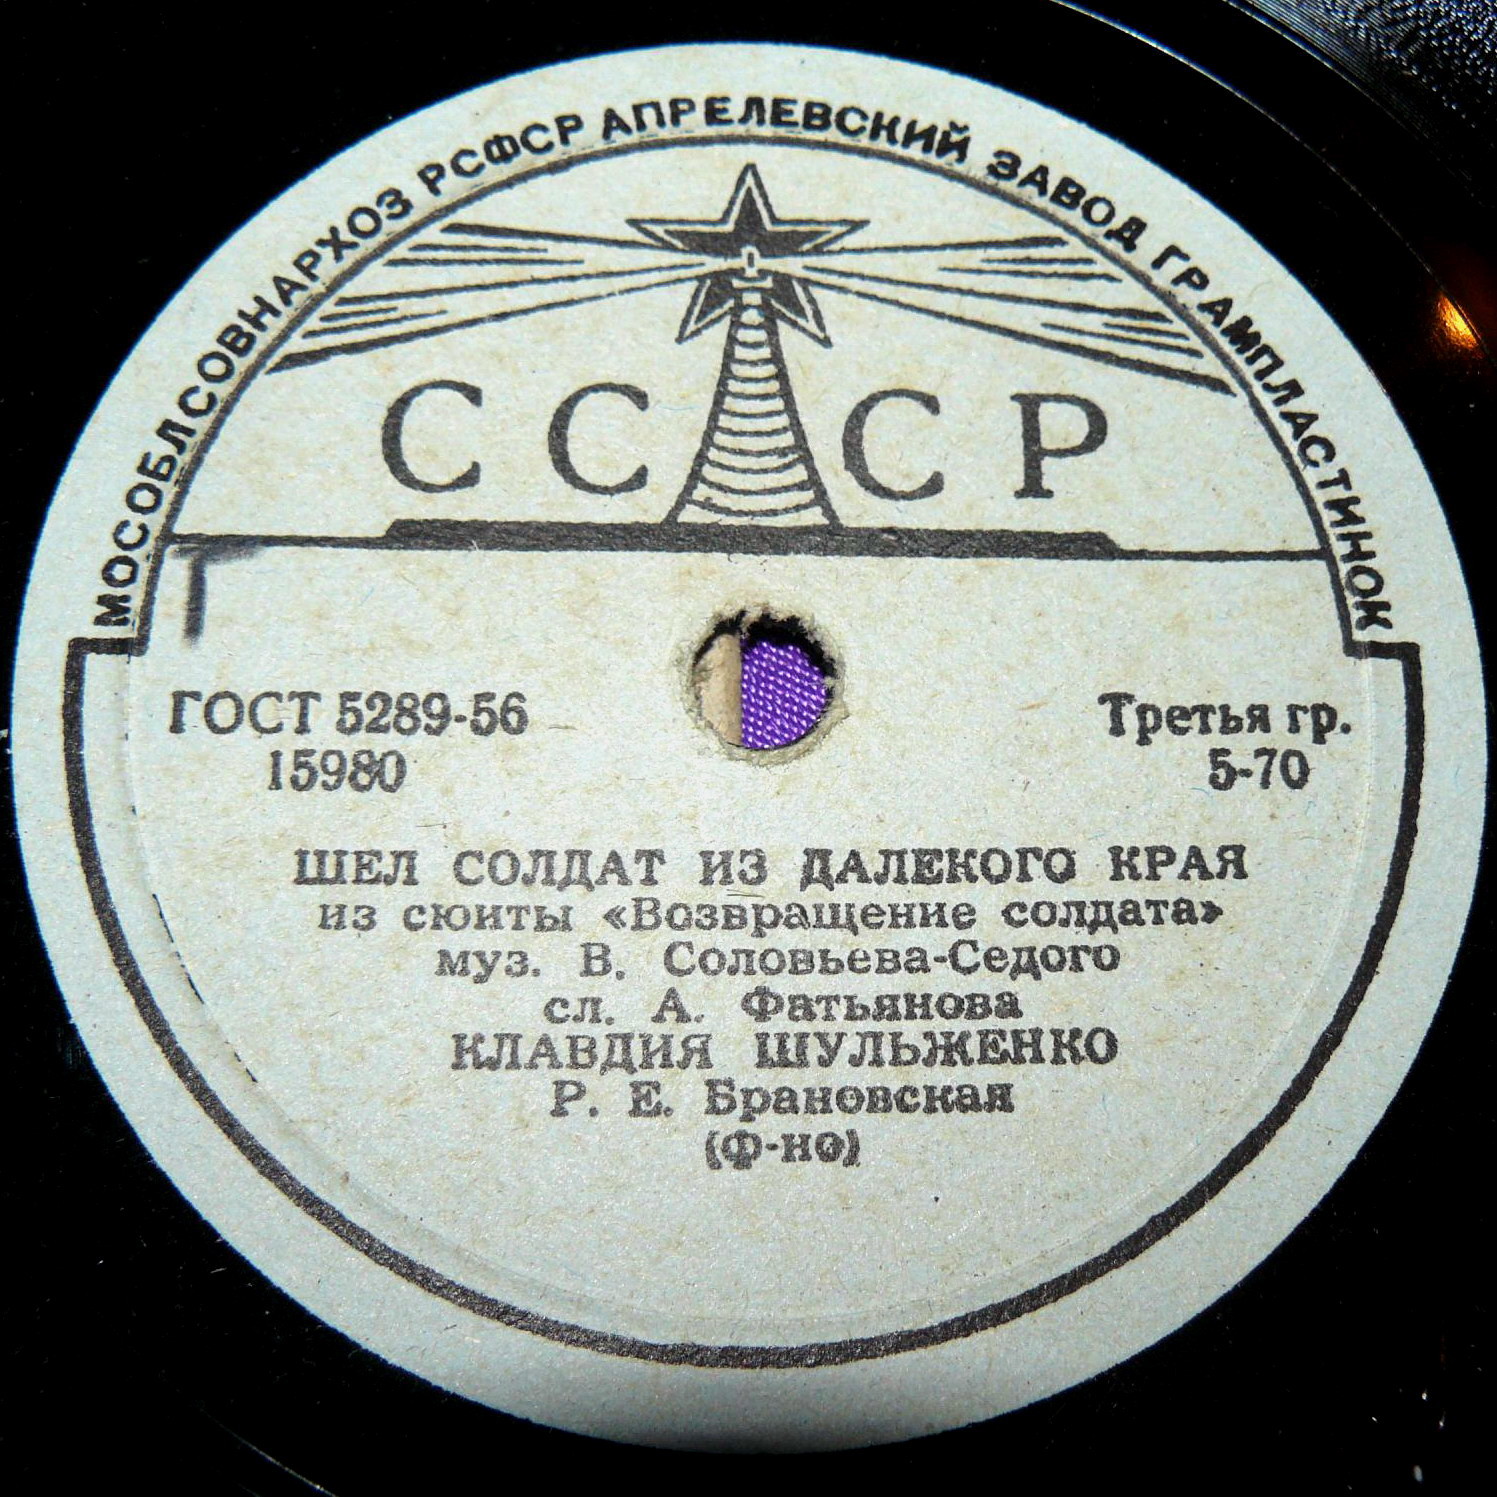 МОСОБЛСОВНАРХОЗ РСФСР АПРЕЛЕВСКИЙ ЗАВОД ГРАМПЛАСТИНОК
СССР
Т
ГОСТ 5289-56
15980
Третья гр.
5-70
ШЕЛ СОЛДАТ ИЗ ДАЛЕКОГО КРАЯ
из сюиты «Возвращение солдата»
муз. В. Соловьева-Седого
сл. А. Фатьянова
КЛАВДИЯ ШУЛЬЖЕНКО
Р. Е. Брановская
(Ф-но)